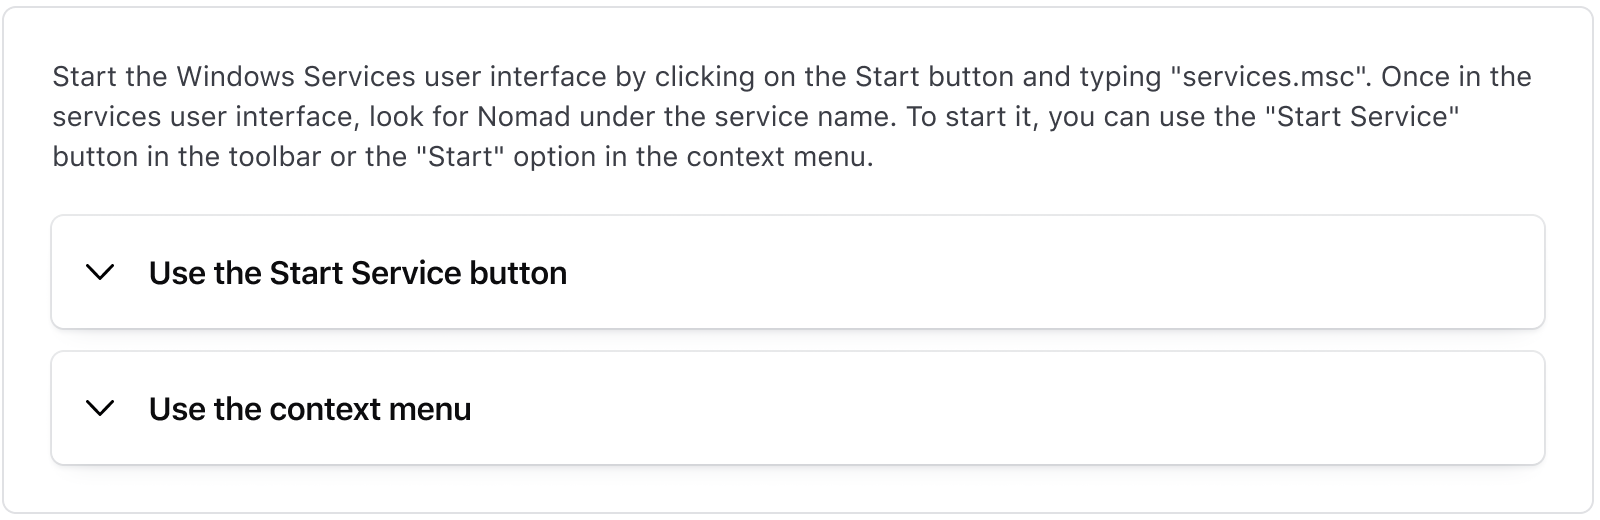 Start the Windows Services user interface by clicking on the Start button and typing "services.msc". Once in the
services user interface, look for Nomad under the service name. To start it, you can use the "Start Service"
button in the toolbar or the "Start" option in the context menu.
Use the Start Service button
Use the context menu